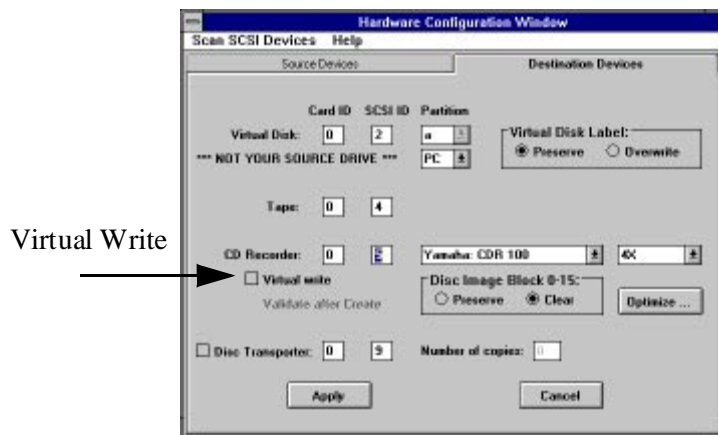 Hardware Configuration Window
Scan SCSI Devices Help
Source Devices Destination Devices
Card ID SCSI ID Partition
Virtual Disk: 0 2 a
Virtual Disk Label:
Preserve Overwrite
*** NOT YOUR SOURCE DRIVE *** PC
Tape: 0 4
Virtual Write
CD Recorder: 0 Yamaha: CDR 100 4X
Virtual write
Disc Image Block 0-15:
Preserve Clear
Validate after Create
Optimize ...
Disc Transporter: 0 9 Number of copies: 0
Apply Cancel